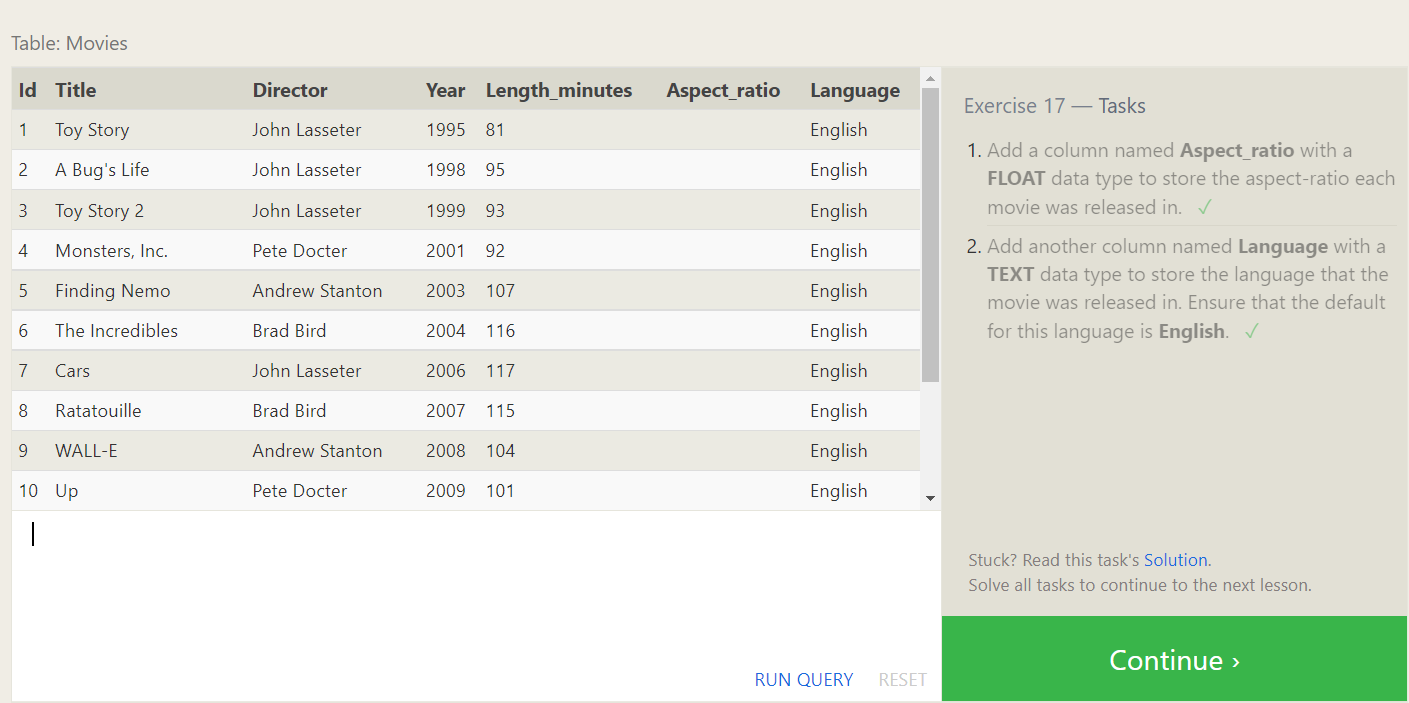 Table: Movies
Id Title Director Year Length_minutes Aspect_ratio Language
1 Toy Story John Lasseter 1995 81 English
2 A Bug's Life John Lasseter 1998 95 English
3 Toy Story 2 John Lasseter 1999 93 English
4 Monsters, Inc. Pete Docter 2001 92 English
5 Finding Nemo Andrew Stanton 2003 107 English
6 The Incredibles Brad Bird 2004 116 English
7 Cars John Lasseter 2006 117 English
8 Ratatouille Brad Bird 2007 115 English
9 WALL-E Andrew Stanton 2008 104 English
10 Up Pete Docter 2009 101 English
RUN QUERY RESET
Exercise 17 — Tasks
1. Add a column named Aspect_ratio with a
FLOAT data type to store the aspect-ratio each
movie was released in. ✓
2. Add another column named Language with a
TEXT data type to store the language that the
movie was released in. Ensure that the default
for this language is English. ✓
Stuck? Read this task's Solution.
Solve all tasks to continue to the next lesson.
Continue ›